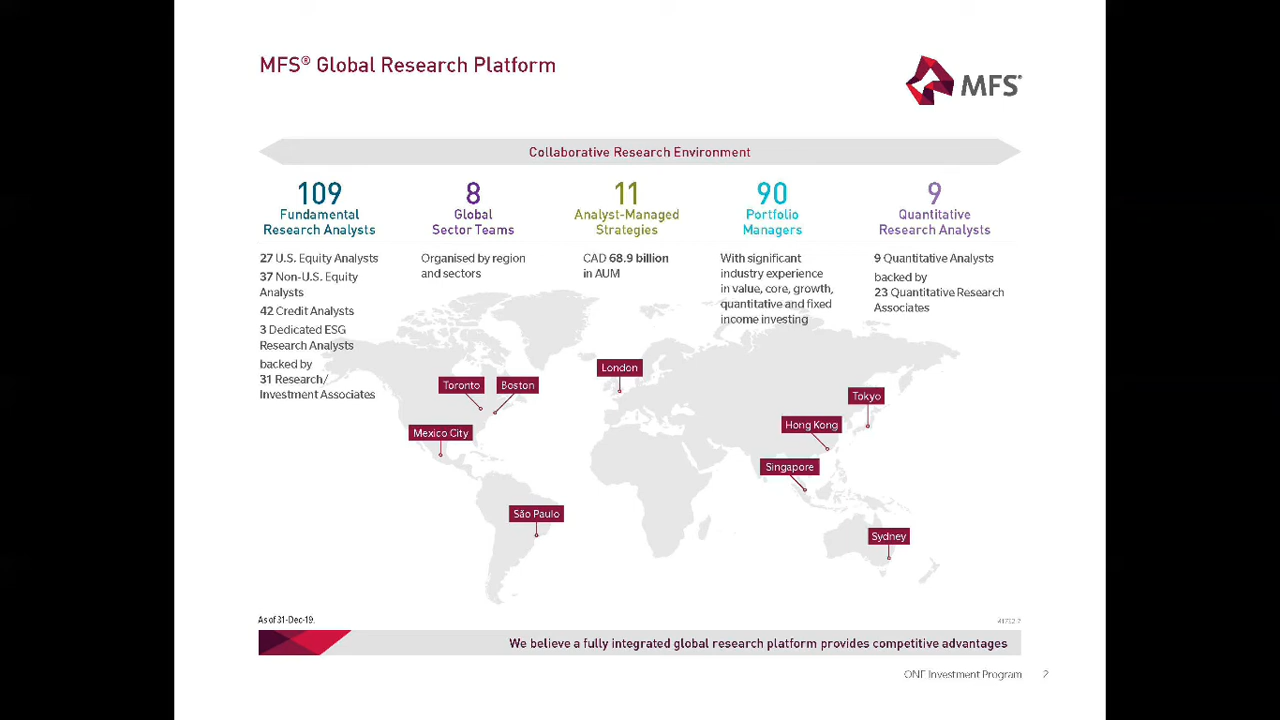 MFS® Global Research Platform
MFS®
Collaborative Research Environment
109
Fundamental
Research Analysts
27 U.S. Equity Analysts
37 Non-U.S. Equity
Analysts
42 Credit Analysts
3 Dedicated ESG
Research Analysts
backed by
31 Research/
Investment Associates
8
Global
Sector Teams
Organised by region
and sectors
11
Analyst-Managed
Strategies
CAD 68.9 billion
in AUM
90
Portfolio
Managers
With significant
industry experience
in value, core, growth,
quantitative and fixed
income investing
9
Quantitative
Research Analysts
9 Quantitative Analysts
backed by
23 Quantitative Research
Associates
London
Toronto
Boston
Tokyo
Hong Kong
Mexico City
Singapore
São Paulo
Sydney
As of 31-Dec-19.
We believe a fully integrated global research platform provides competitive advantages
ONE Investment Program 2